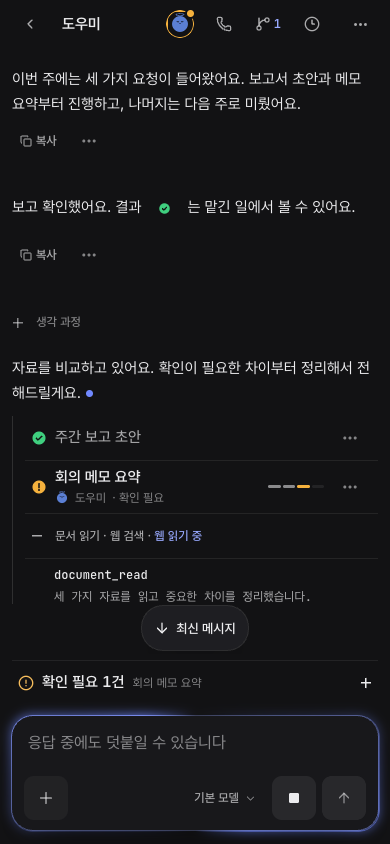 도우미
1
이번 주에는 세 가지 요청이 들어왔어요. 보고서 초안과 메모
요약부터 진행하고, 나머지는 다음 주로 미뤘어요.
복사
보고 확인했어요. 결과 는 맡긴 일에서 볼 수 있어요.
복사
생각 과정
자료를 비교하고 있어요. 확인이 필요한 차이부터 정리해서 전
해드릴게요.
주간 보고 초안
회의 메모 요약
도우미 · 확인 필요
문서 읽기 · 웹 검색 · 웹 읽기 중
document_read
세 가지 자료를 읽고 중요한 차이를 정리했습니다.
최신 메시지
확인 필요 1건 회의 메모 요약
응답 중에도 덧붙일 수 있습니다
기본 모델